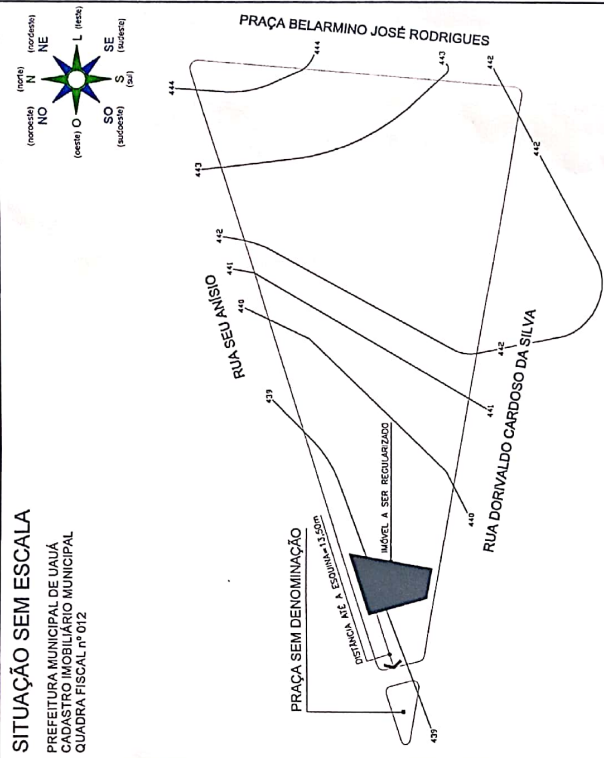 SITUAÇÃO SEM ESCALA
PREFEITURA MUNICIPAL DE UAUÁ
CADASTRO IMOBILIÁRIO MUNICIPAL
QUADRA FISCAL nº 012
(noroeste)
NO
(norte)
N
(nordeste)
NE
(oeste) O
L (leste)
SO
(sudoeste)
S
(sul)
SE
(sudeste)
PRAÇA BELARMINO JOSÉ RODRIGUES
444
444
443
443
442
442
442
442
441
441
440
440
439
439
RUA SEU ANÍSIO
RUA DORIVALDO CARDOSO DA SILVA
IMÓVEL A SER REGULARIZADO
DISTÂNCIA ATÉ A ESQUINA=13,50m
PRAÇA SEM DENOMINAÇÃO